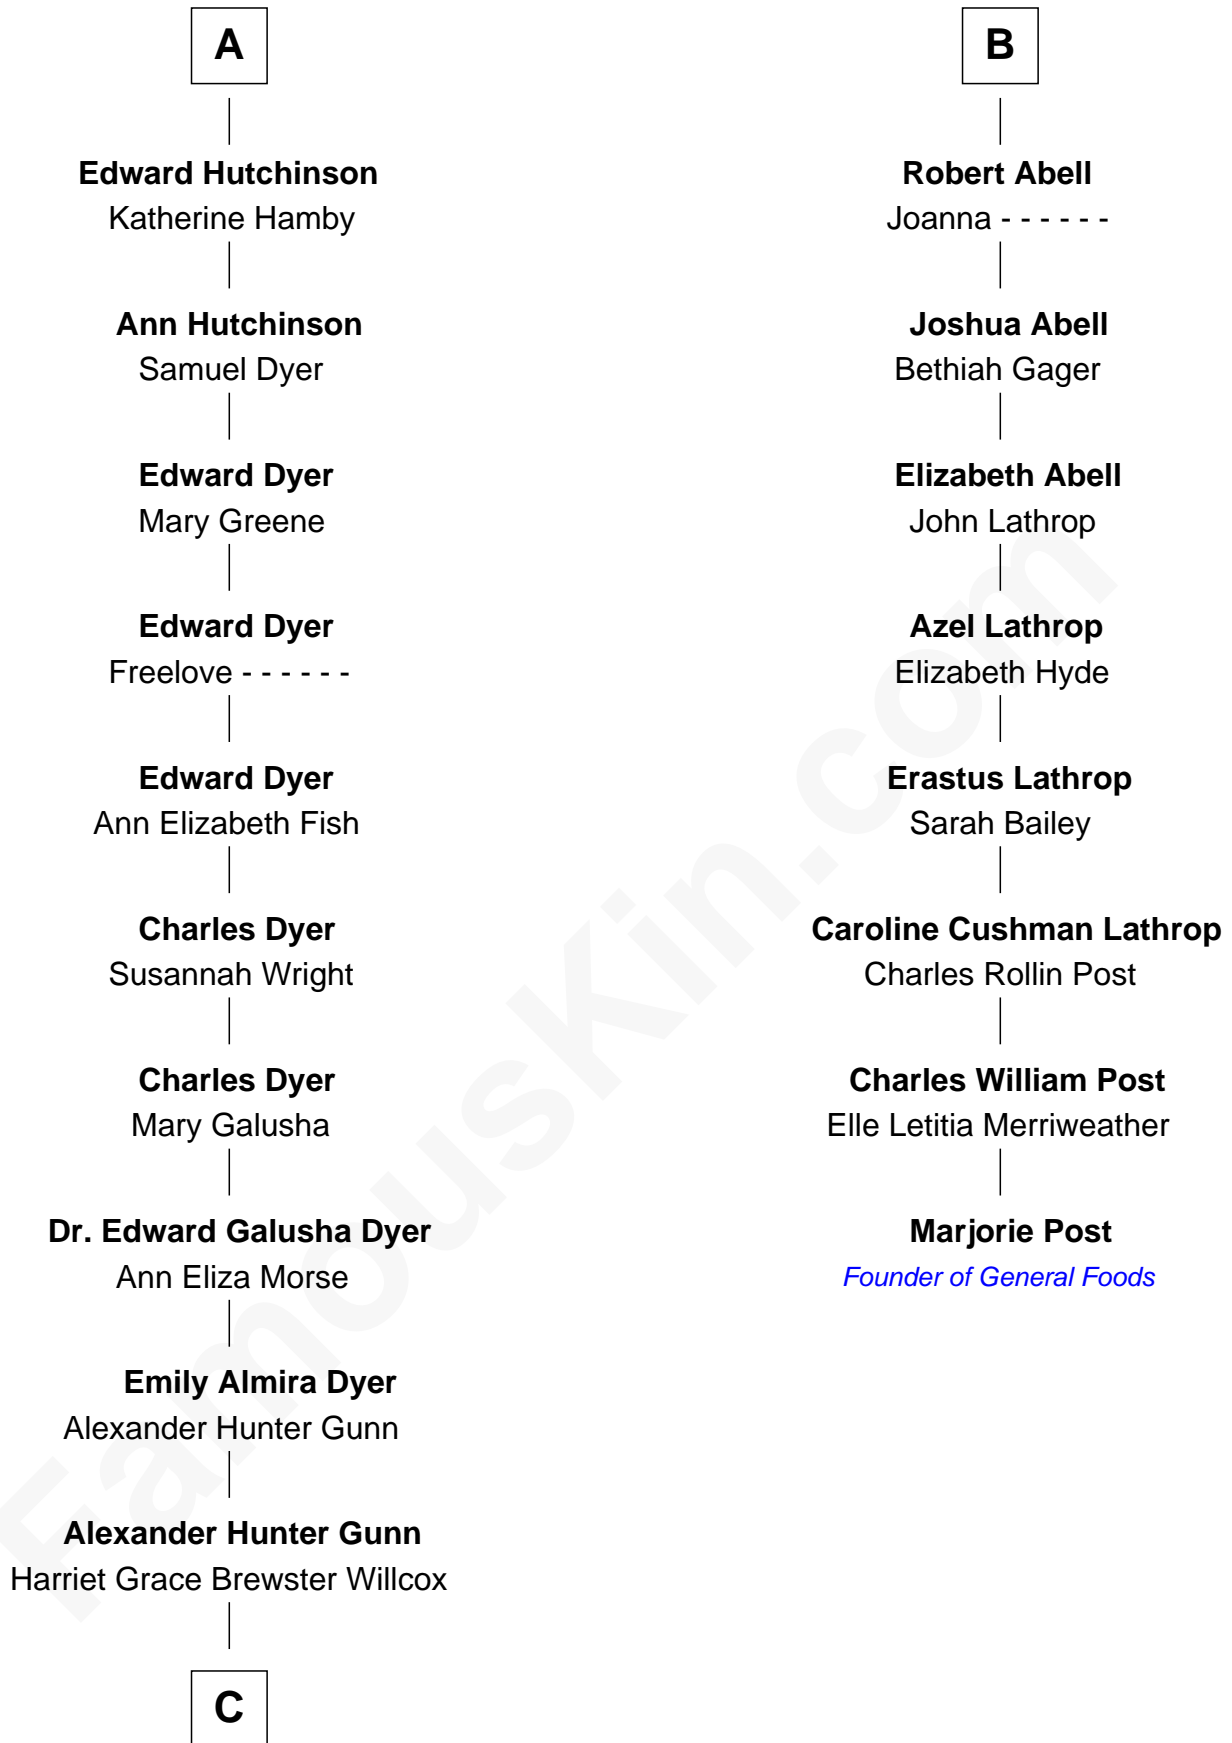 A
Edward Hutchinson
Katherine Hamby
Ann Hutchinson
Samuel Dyer
Edward Dyer
Mary Greene
Edward Dyer
Freelove - - - - - -
Edward Dyer
Ann Elizabeth Fish
Charles Dyer
Susannah Wright
Charles Dyer
Mary Galusha
Dr. Edward Galusha Dyer
Ann Eliza Morse
Emily Almira Dyer
Alexander Hunter Gunn
Alexander Hunter Gunn
Harriet Grace Brewster Willcox
C
B
Robert Abell
Joanna - - - - - -
Joshua Abell
Bethiah Gager
Elizabeth Abell
John Lathrop
Azel Lathrop
Elizabeth Hyde
Erastus Lathrop
Sarah Bailey
Caroline Cushman Lathrop
Charles Rollin Post
Charles William Post
Elle Letitia Merriweather
Marjorie Post
Founder of General Foods
FamousKin.com